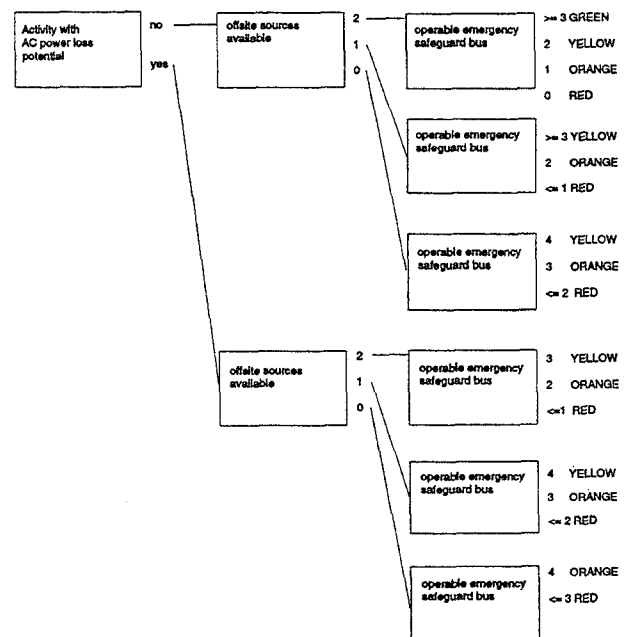 Activity with
AC power loss
potential
no
yes
offsite sources
available
2
1
0
operable emergency
safeguard bus
>= 3 GREEN
2 YELLOW
1 ORANGE
0 RED
operable emergency
safeguard bus
>= 3 YELLOW
2 ORANGE
<= 1 RED
operable emergency
safeguard bus
4 YELLOW
3 ORANGE
<= 2 RED
offsite sources
available
2
1
0
operable emergency
safeguard bus
3 YELLOW
2 ORANGE
<=1 RED
operable emergency
safeguard bus
4 YELLOW
3 ORANGE
<= 2 RED
operable emergency
safeguard bus
4 ORANGE
<= 3 RED